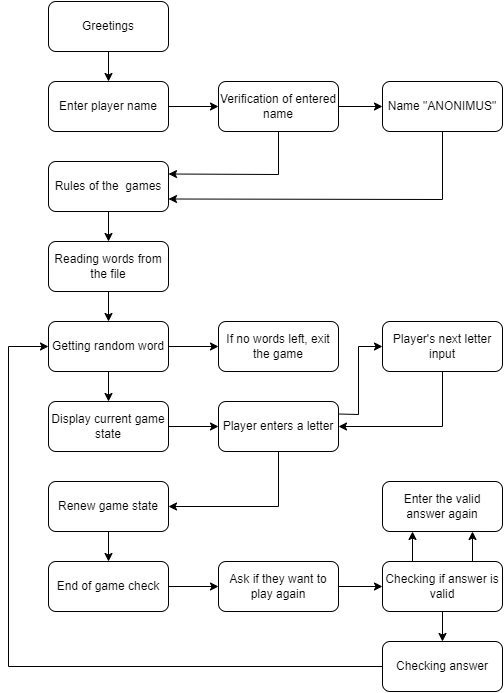 Greetings
Enter player name
Verification of entered
name
Name "ANONIMUS"
Rules of the games
Reading words from
the file
Getting random word
If no words left, exit
the game
Player's next letter
input
Display current game
state
Player enters a letter
Renew game state
Enter the valid
answer again
End of game check
Ask if they want to
play again
Checking if answer is
valid
Checking answer